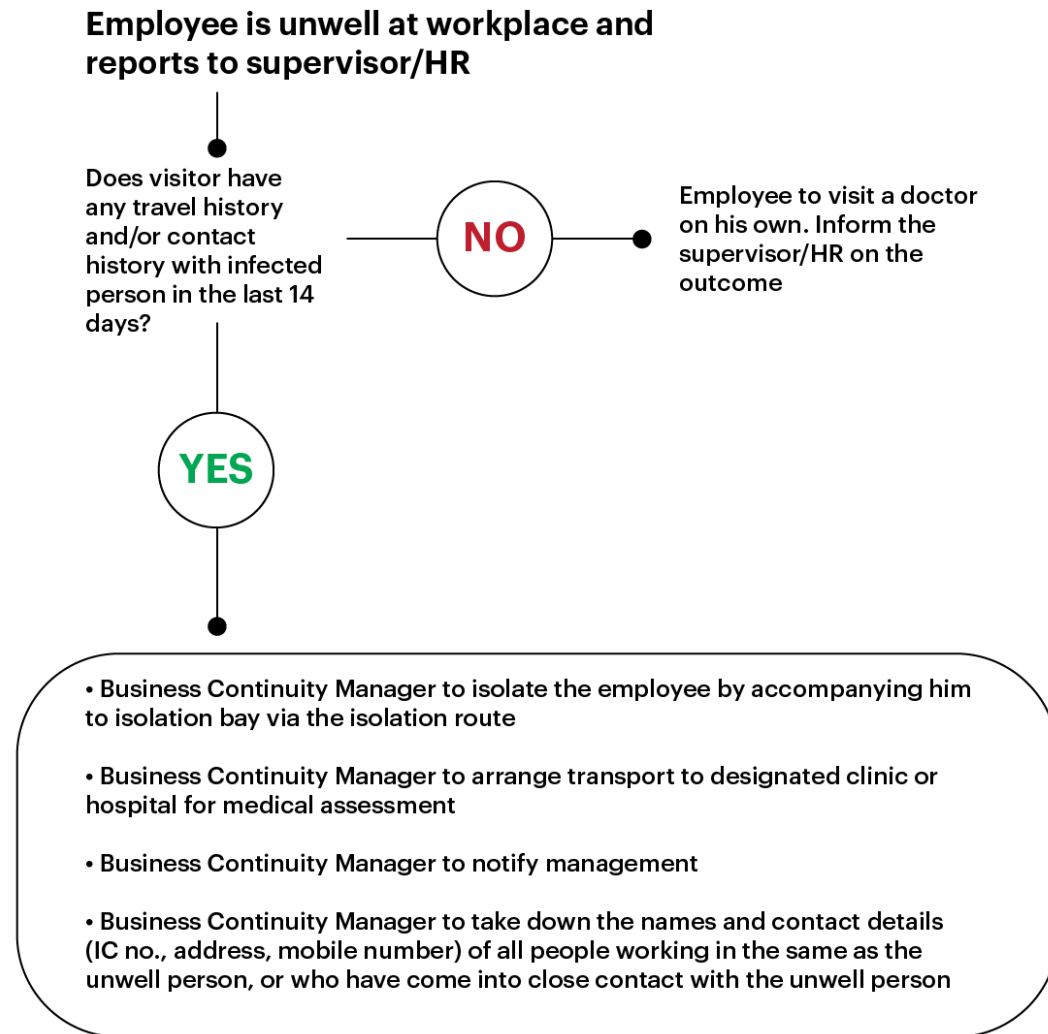 Employee is unwell at workplace and
reports to supervisor/HR
Does visitor have
any travel history
and/or contact
history with infected
person in the last 14
days?
NO
Employee to visit a doctor
on his own. Inform the
supervisor/HR on the
outcome
YES
• Business Continuity Manager to isolate the employee by accompanying him
to isolation bay via the isolation route
• Business Continuity Manager to arrange transport to designated clinic or
hospital for medical assessment
• Business Continuity Manager to notify management
• Business Continuity Manager to take down the names and contact details
(IC no., address, mobile number) of all people working in the same as the
unwell person, or who have come into close contact with the unwell person